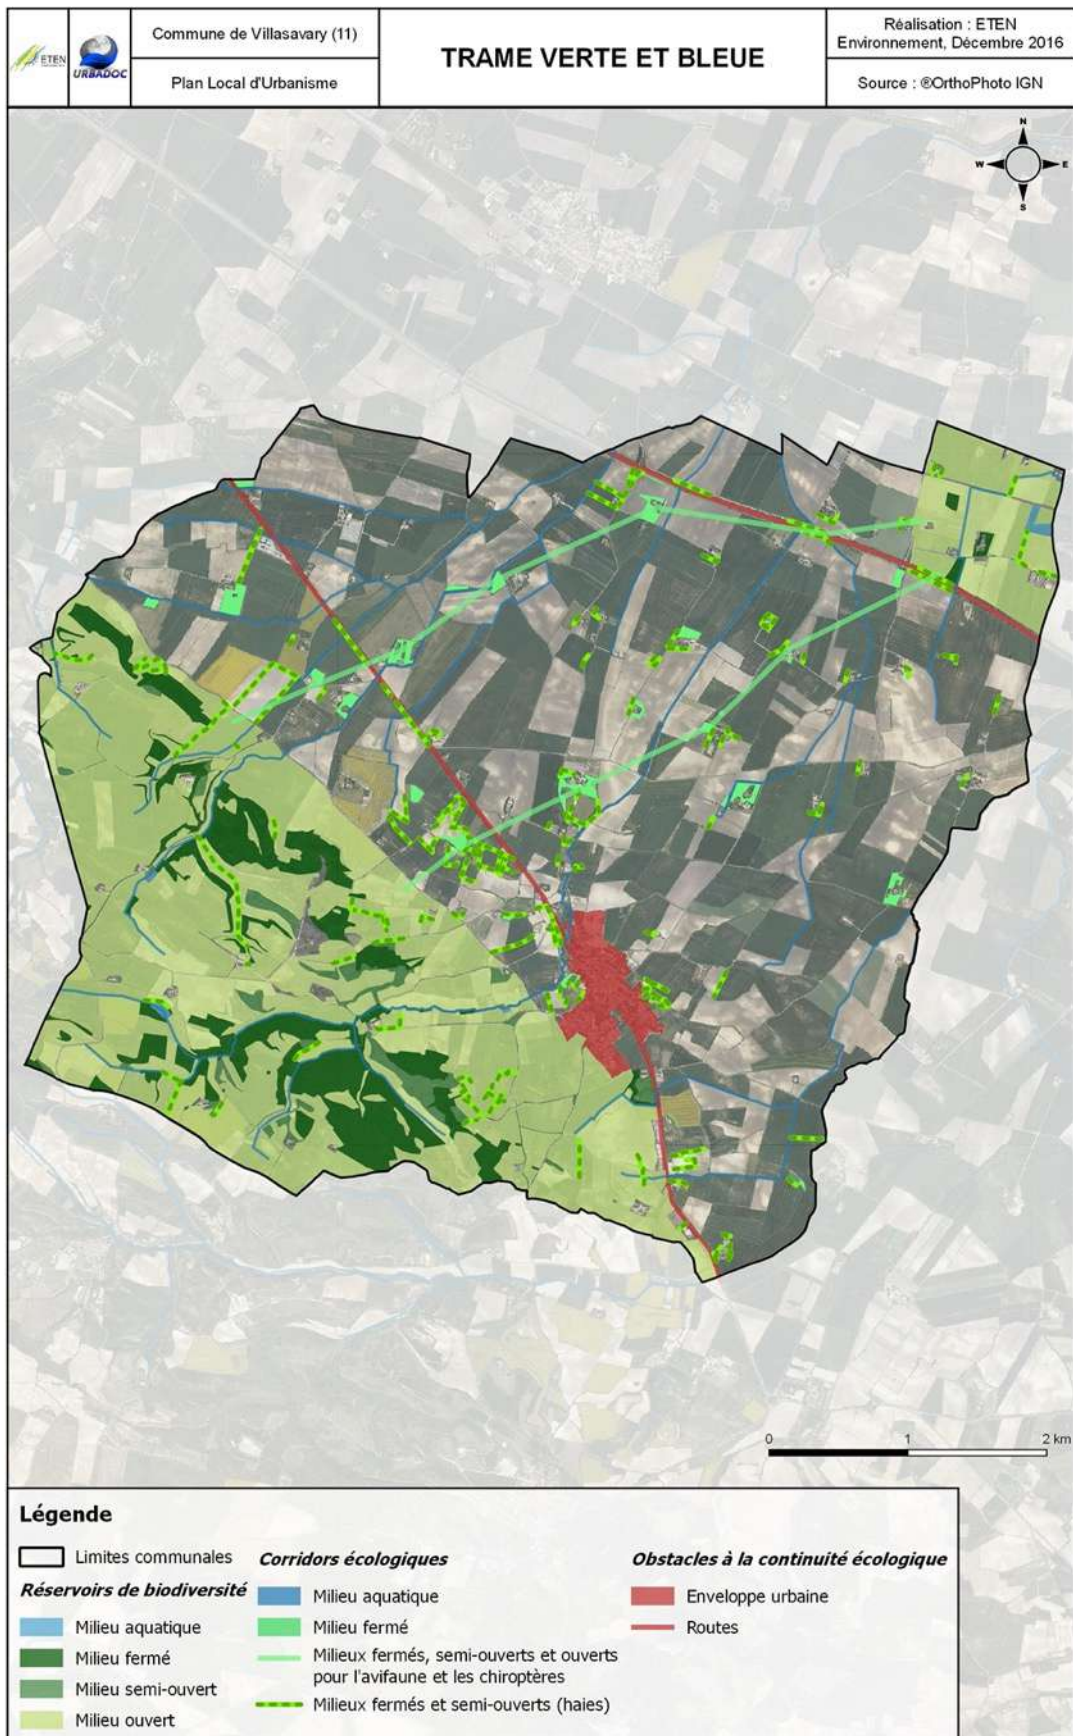 ETEN
URBADOC
Commune de Villasavary (11)
Plan Local d'Urbanisme
TRAME VERTE ET BLEUE
Réalisation : ETEN
Environnement, Décembre 2016
Source : ®OrthoPhoto IGN
N
W E
S
0 1 2 km
Légende
Limites communales
Réservoirs de biodiversité
Milieu aquatique
Milieu fermé
Milieu semi-ouvert
Milieu ouvert
Corridors écologiques
Milieu aquatique
Milieu fermé
Milieux fermés, semi-ouverts et ouverts
pour l'avifaune et les chiroptères
Milieux fermés et semi-ouverts (haies)
Obstacles à la continuité écologique
Enveloppe urbaine
Routes